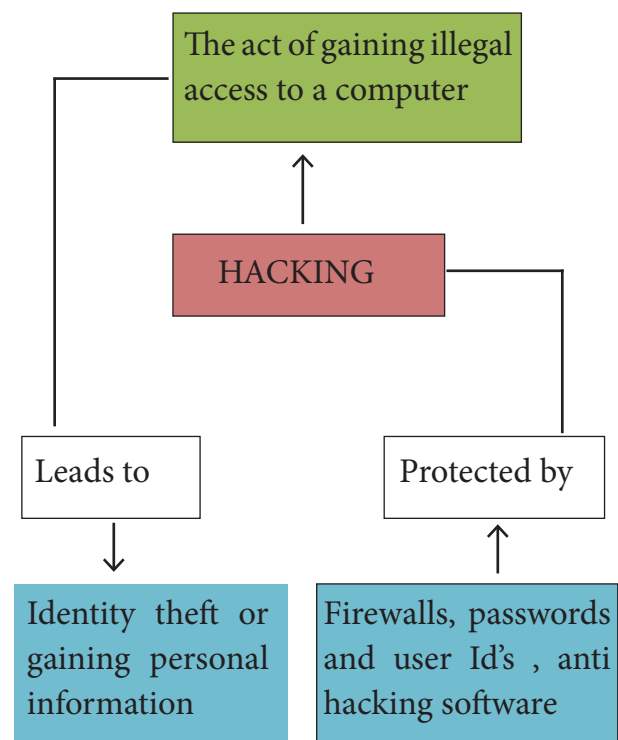 The act of gaining illegal
access to a computer
HACKING
Leads to
Protected by
Identity theft or
gaining personal
information
Firewalls, passwords
and user Id's , anti
hacking software